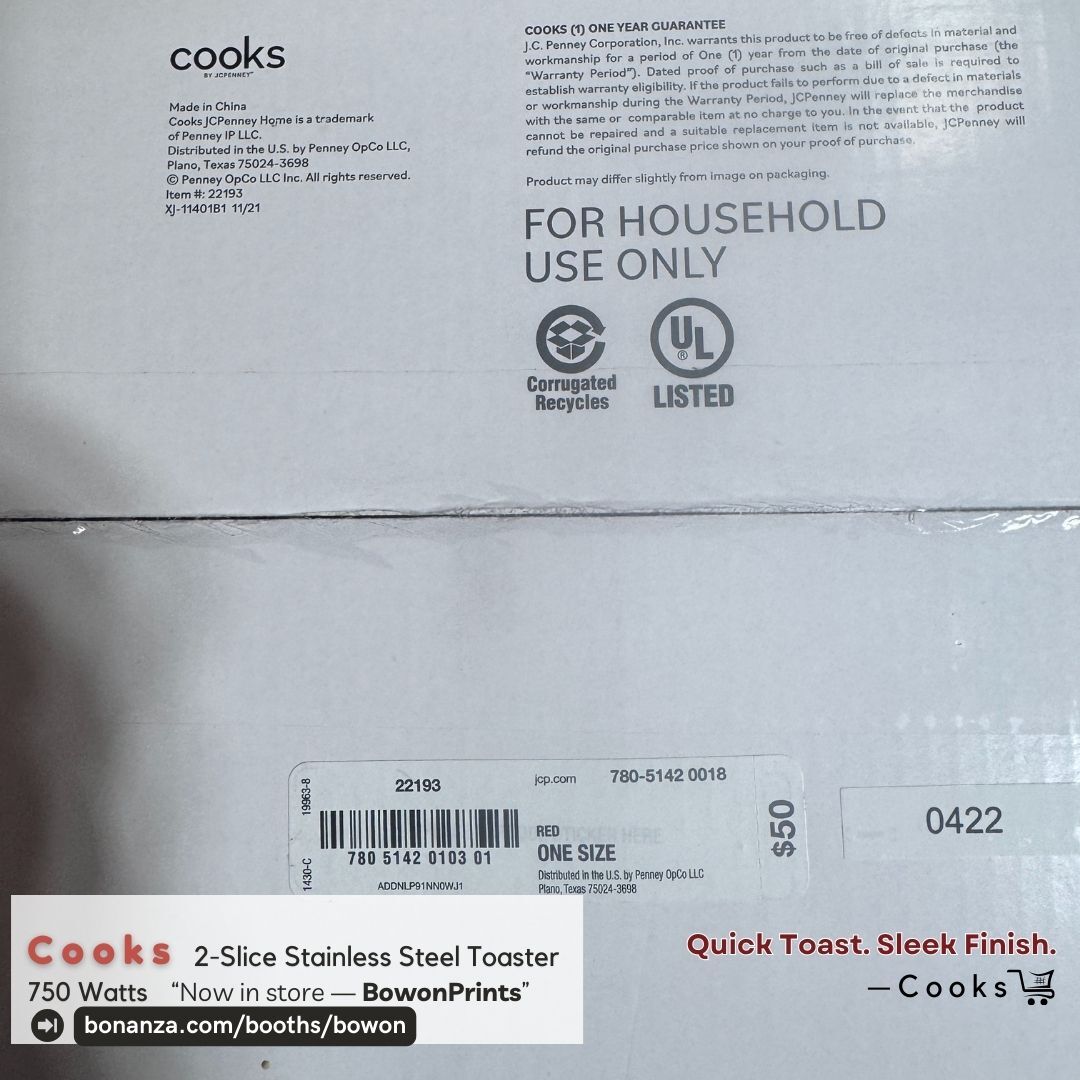 cooks
BY JCPENNEY™
Made in China
Cooks JCPenney Home is a trademark
of Penney IP LLC.
Distributed in the U.S. by Penney OpCo LLC,
Plano, Texas 75024-3698
© Penney OpCo LLC Inc. All rights reserved.
Item #: 22193
XJ-11401B1 11/21
COOKS (1) ONE YEAR GUARANTEE
J.C. Penney Corporation, Inc. warrants this product to be free of defects in material and
workmanship for a period of One (1) year from the date of original purchase (the
“Warranty Period”). Dated proof of purchase such as a bill of sale is required to
establish warranty eligibility. If the product fails to perform due to a defect in materials
or workmanship during the Warranty Period, JCPenney will replace the merchandise
with the same or comparable item at no charge to you. In the event that the product
cannot be repaired and a suitable replacement item is not available, JCPenney will
refund the original purchase price shown on your proof of purchase.
Product may differ slightly from image on packaging.
FOR HOUSEHOLD
USE ONLY
Corrugated
Recycles
UL
®
LISTED
19963-8
1430-C
22193
780 5142 0103 01
ADDNLP91NN0WJ1
jcp.com 780-5142 0018
RED
ONE SIZE
Distributed in the U.S. by Penney OpCo LLC
Plano, Texas 75024-3698
$50
0422
Cooks 2-Slice Stainless Steel Toaster
750 Watts “Now in store — BowonPrints”
bonanza.com/booths/bowon
Quick Toast. Sleek Finish.
— Cooks